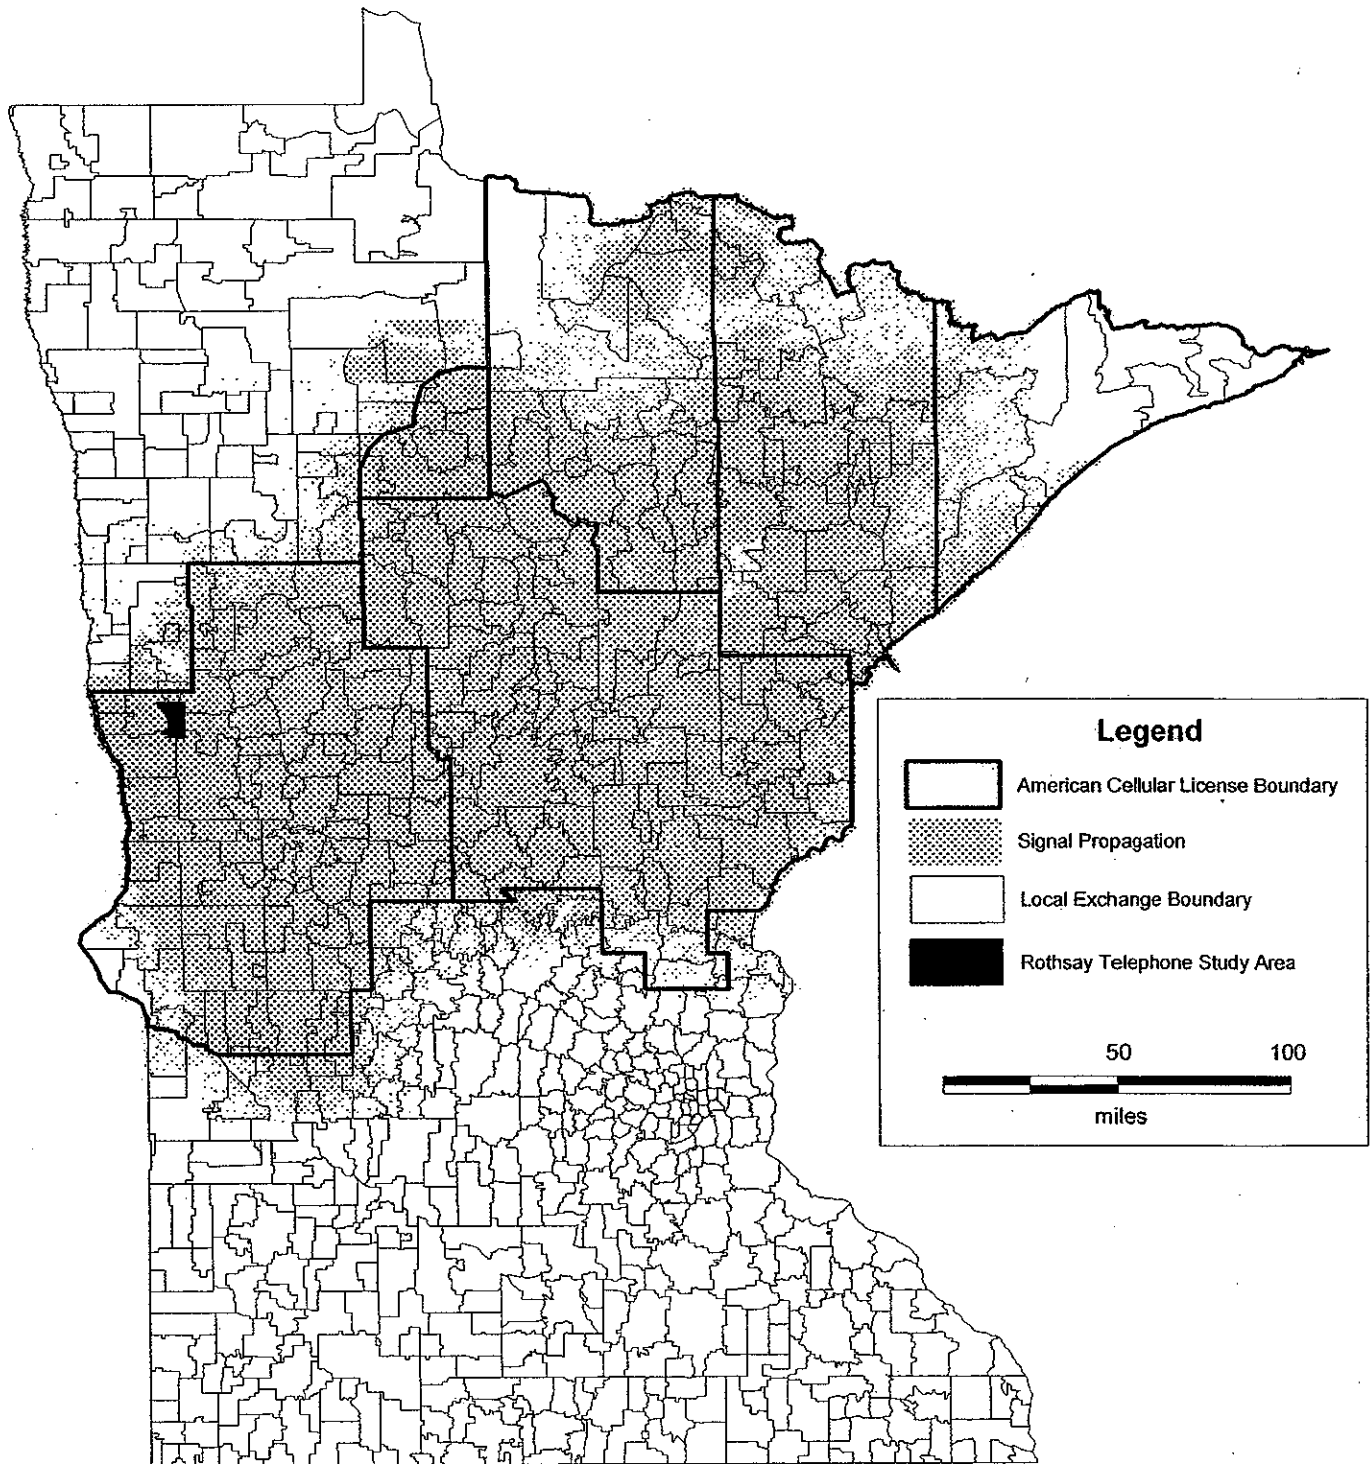 Legend
American Cellular License Boundary
Signal Propagation
Local Exchange Boundary
Rothsay Telephone Study Area
50 100
miles